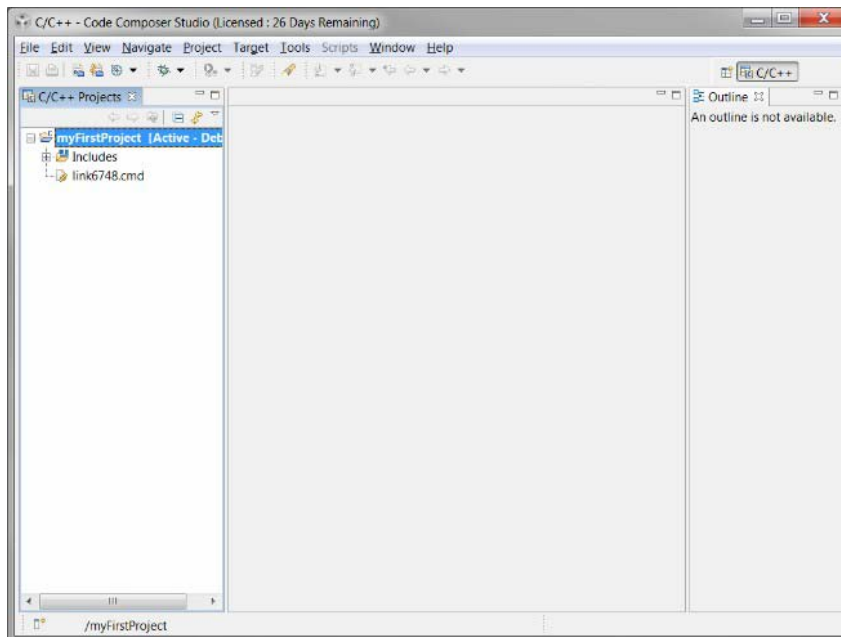 C/C++ - Code Composer Studio (Licensed : 26 Days Remaining)
File Edit View Navigate Project Target Tools Scripts Window Help
C/C++
C/C++ Projects
Outline
An outline is not available.
myFirstProject [Active - Deb
Includes
link6748.cmd
/myFirstProject